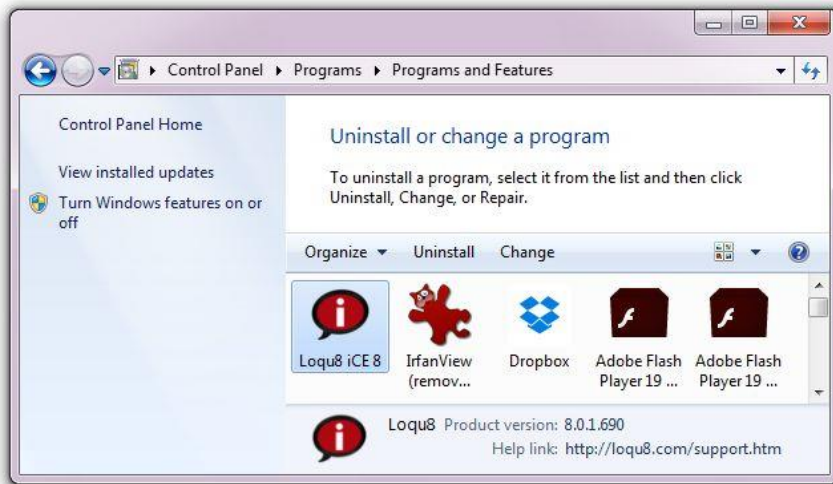 Control Panel Programs Programs and Features
Control Panel Home
View installed updates
Turn Windows features on or
off
Uninstall or change a program
To uninstall a program, select it from the list and then click
Uninstall, Change, or Repair.
Organize Uninstall Change
Loqu8 iCE 8
IrfanView
(remov...
Dropbox
Adobe Flash
Player 19 ...
Adobe Flash
Player 19 ...
Loqu8 Product version: 8.0.1.690
Help link: http://loqu8.com/support.htm